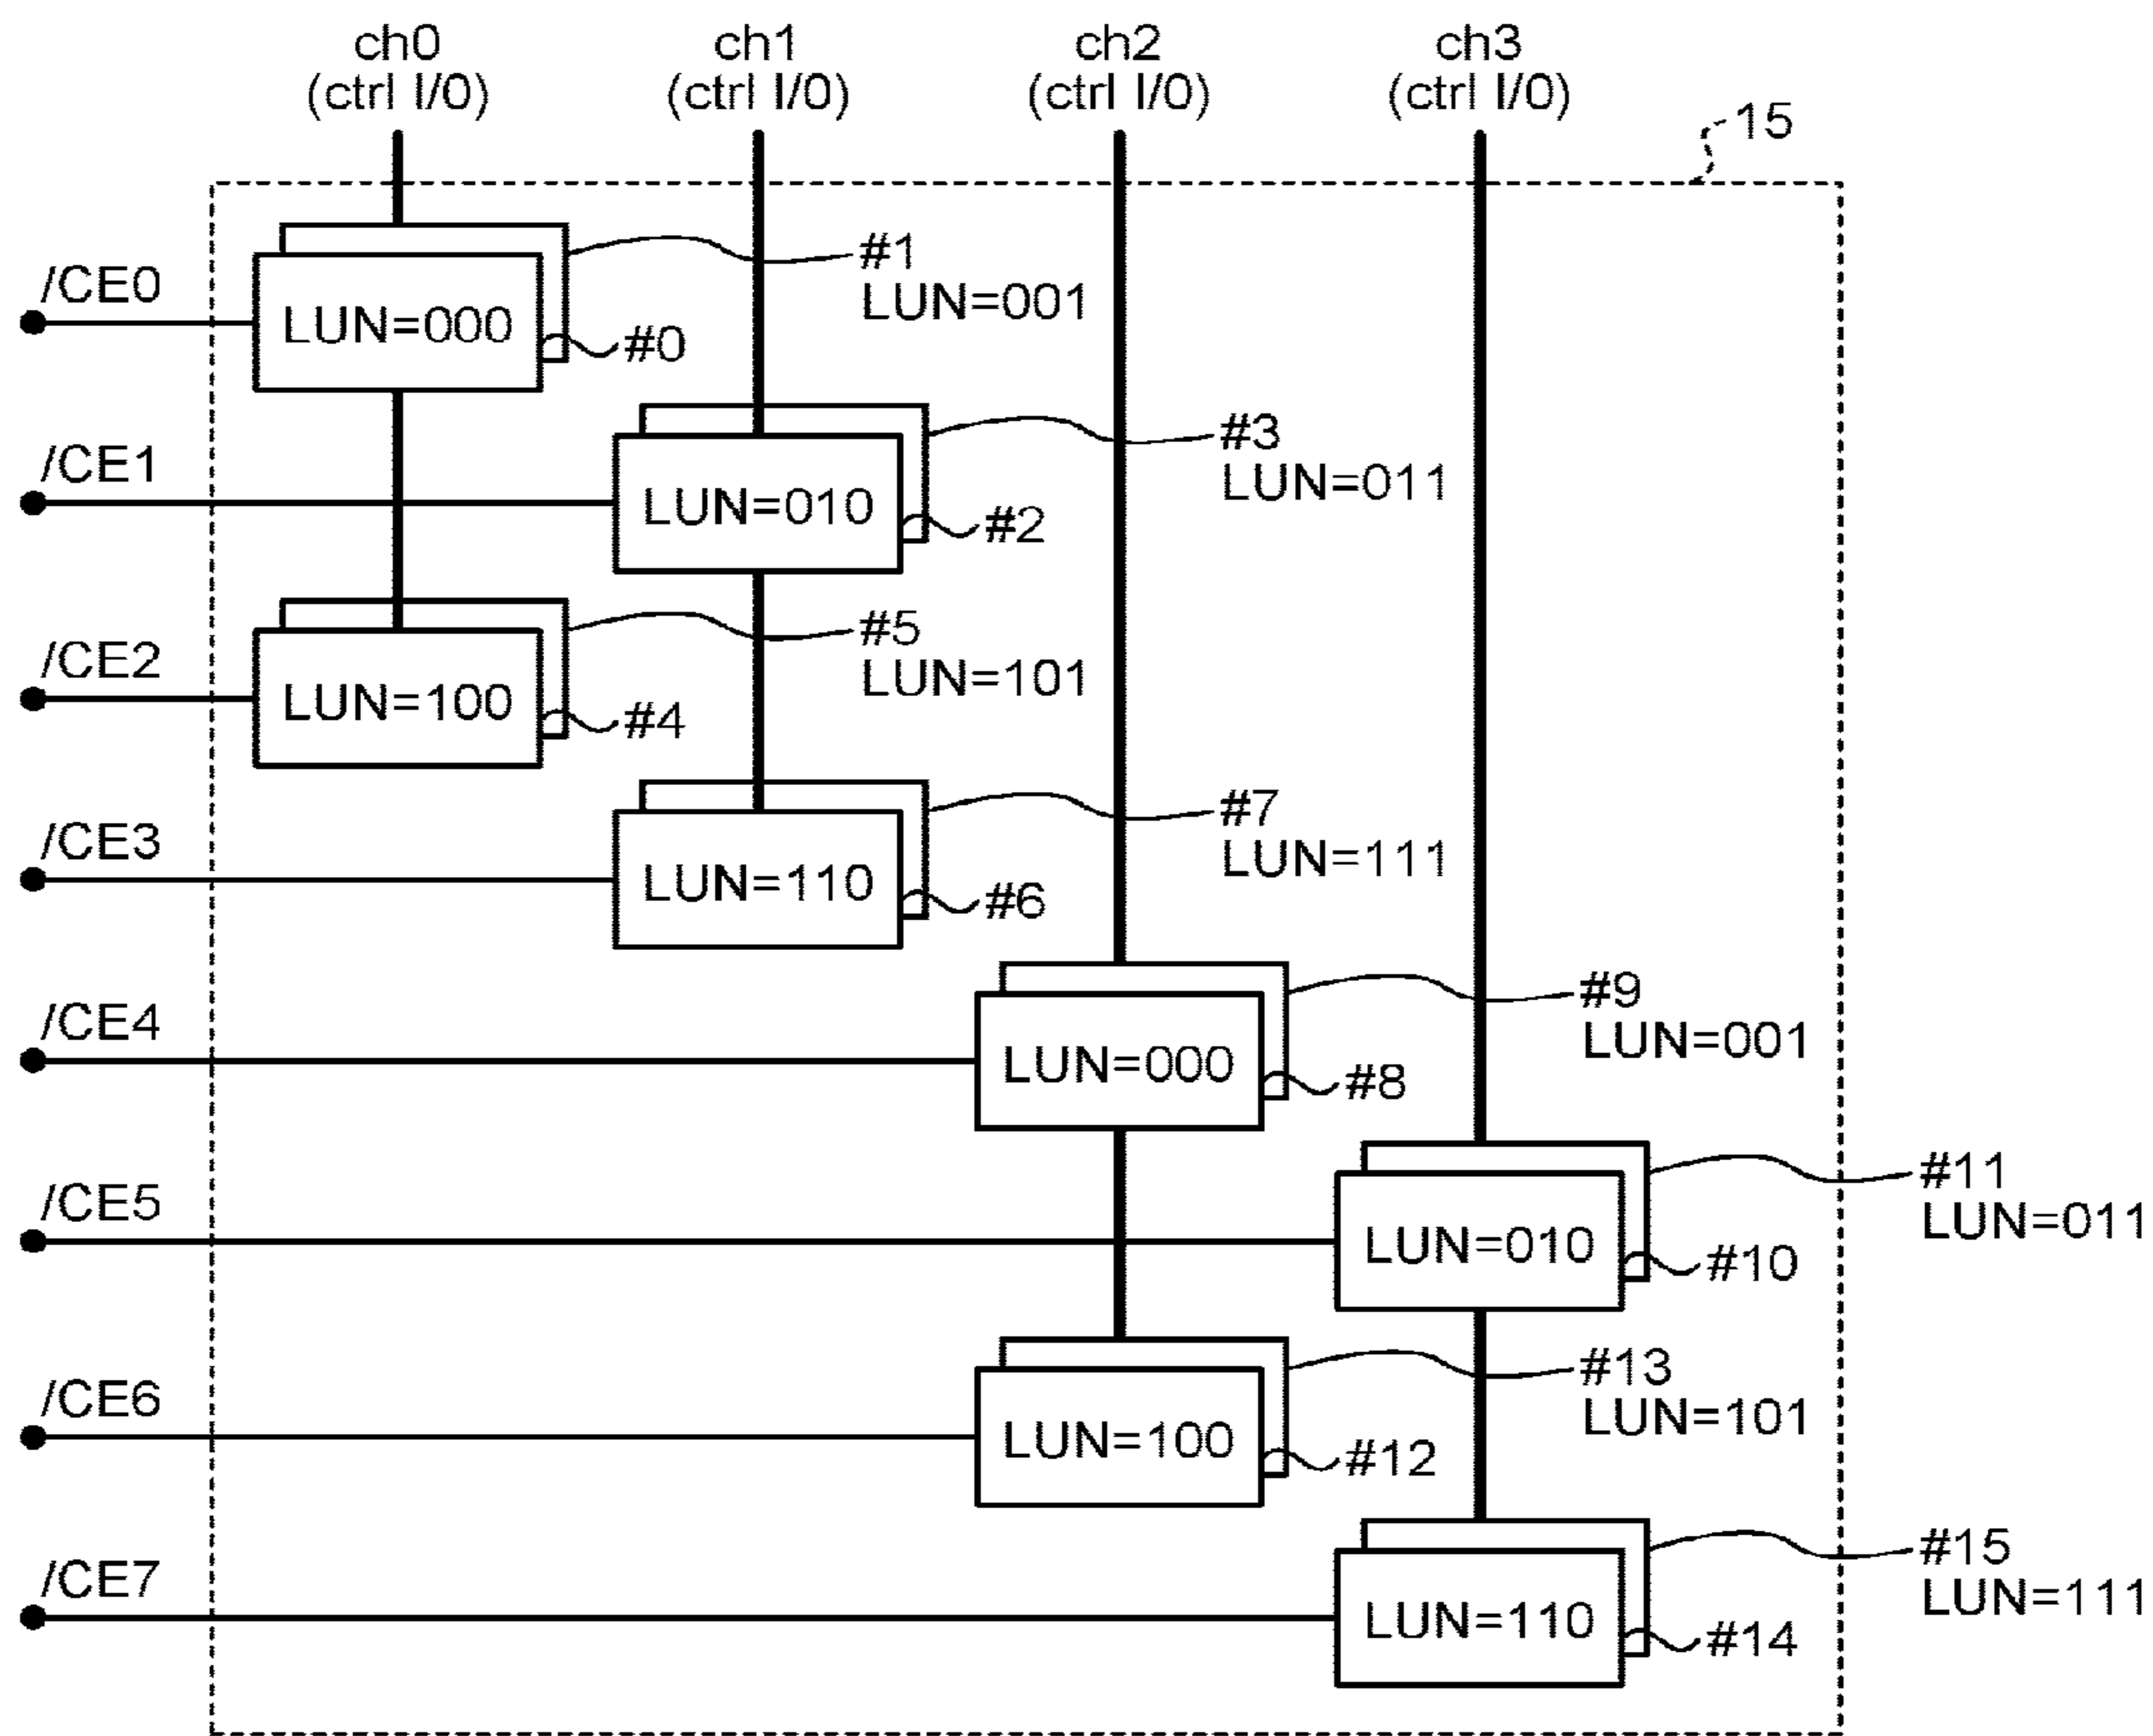 ch0
(ctrl I/0)
ch1
(ctrl I/0)
ch2
(ctrl I/0)
ch3
(ctrl I/0)
15
/CE0
LUN=000
#0
#1
LUN=001
/CE1
LUN=010
#2
#3
LUN=011
/CE2
LUN=100
#4
#5
LUN=101
/CE3
LUN=110
#6
#7
LUN=111
/CE4
LUN=000
#8
#9
LUN=001
/CE5
LUN=010
#10
#11
LUN=011
/CE6
LUN=100
#12
#13
LUN=101
/CE7
LUN=110
#14
#15
LUN=111